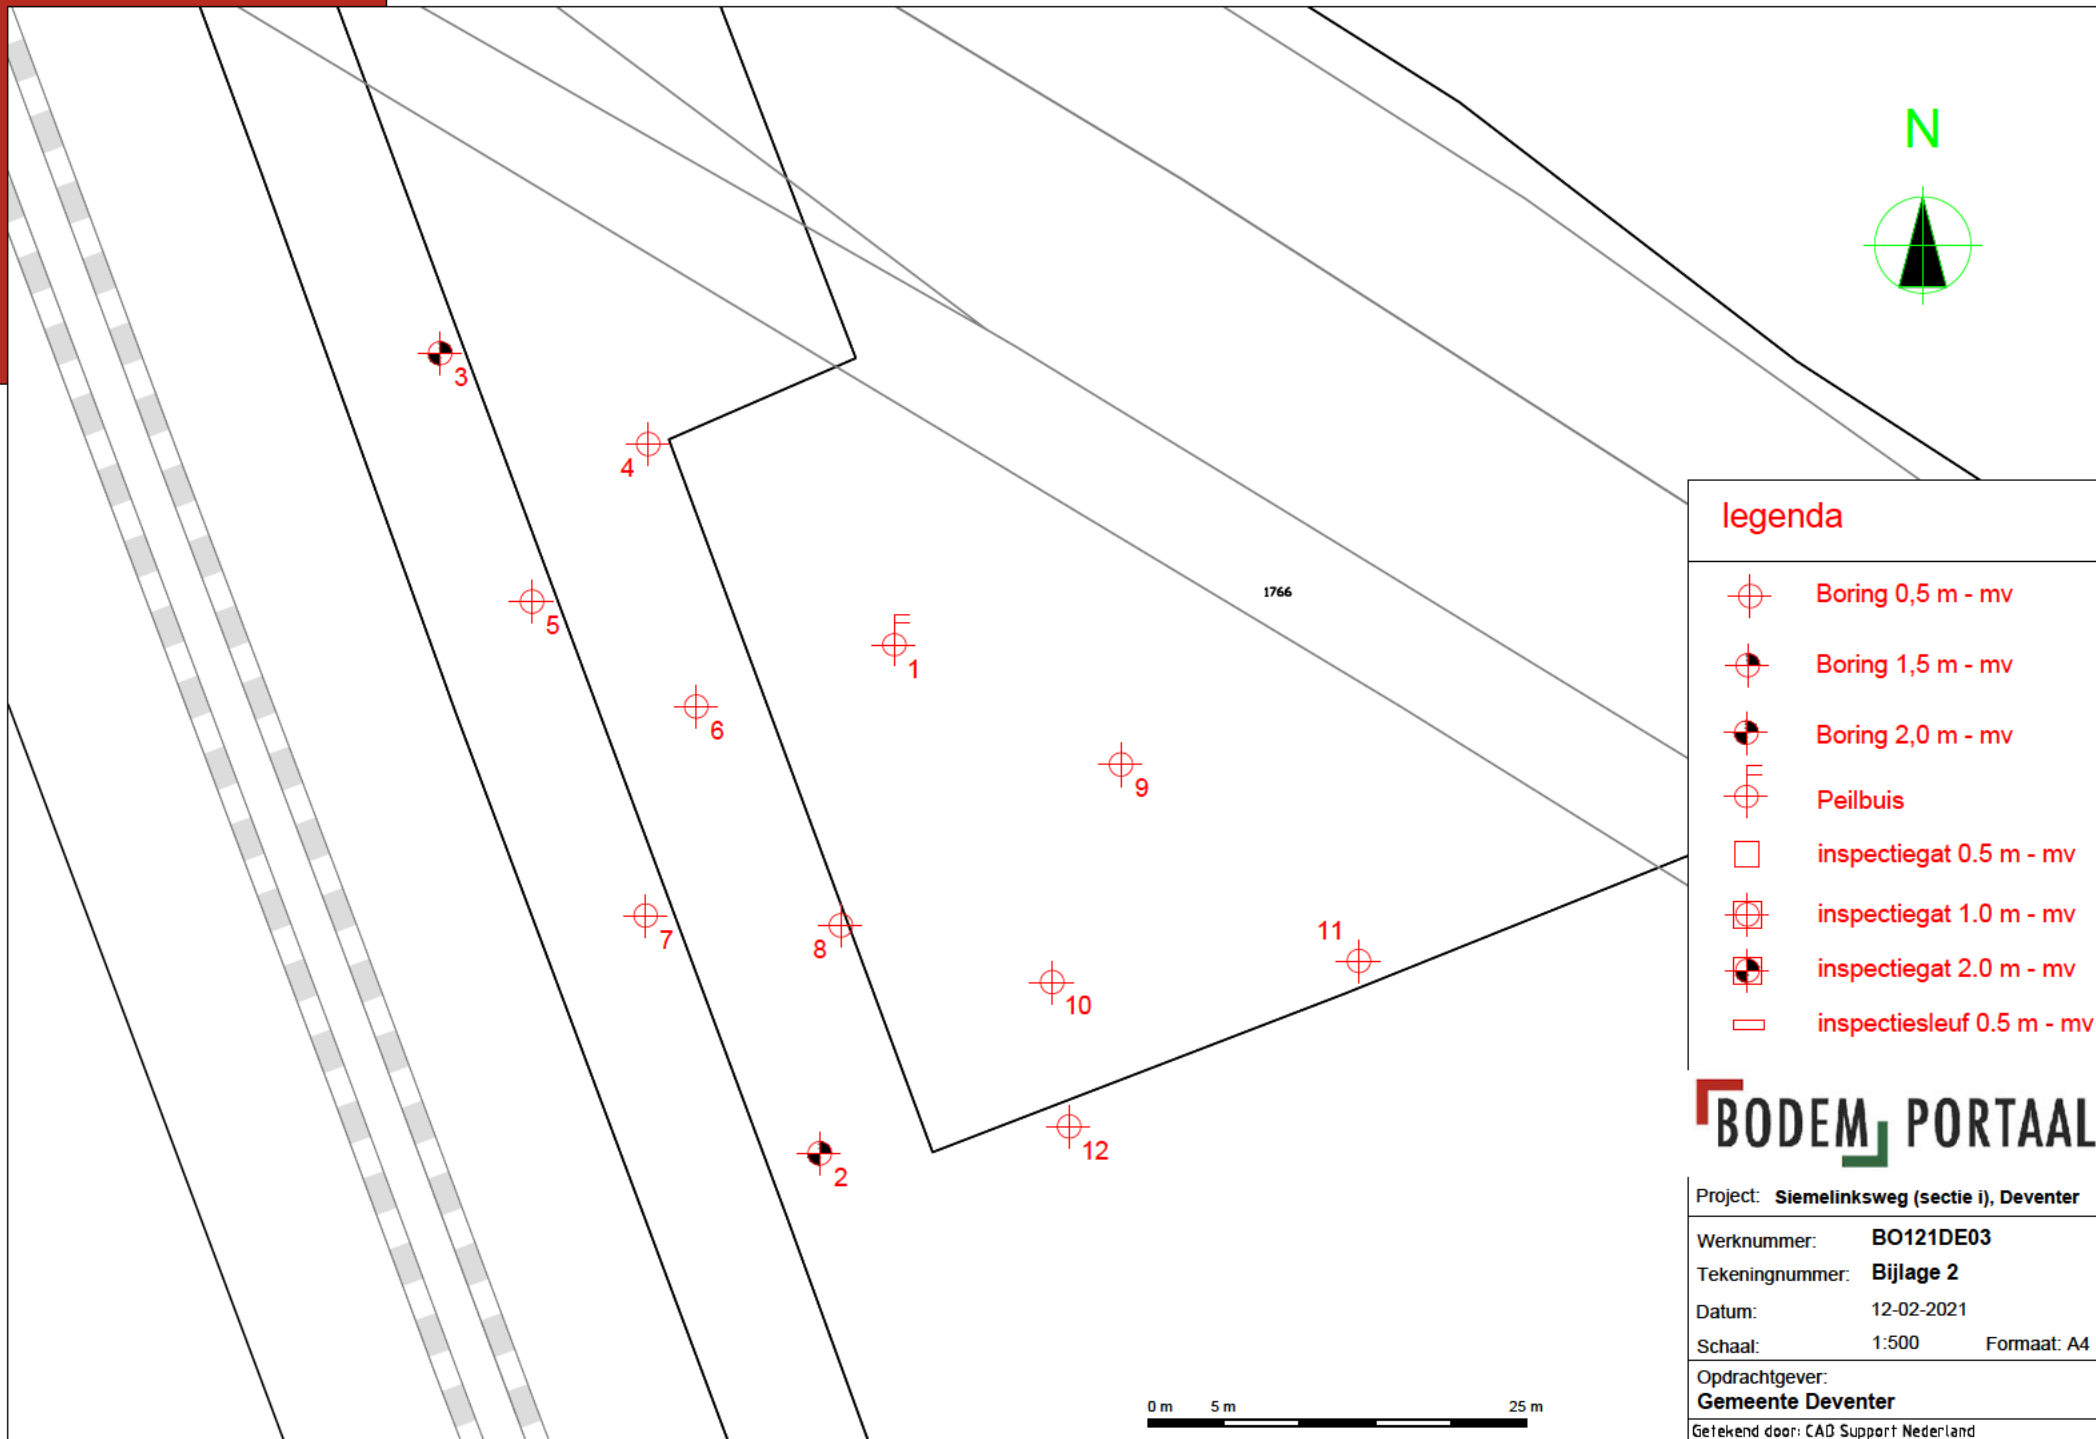 N
3
4
5
1766
1
6
9
7
8
11
10
12
2
0 m 5 m 25 m
legenda
Boring 0,5 m - mv
Boring 1,5 m - mv
Boring 2,0 m - mv
Peilbuis
inspectiegat 0.5 m - mv
inspectiegat 1.0 m - mv
inspectiegat 2.0 m - mv
inspectiesleuf 0.5 m - mv
BODEM PORTAAL
Project: Siemelinksweg (sectie i), Deventer
Werknummer: BO121DE03
Tekeningnummer: Bijlage 2
Datum: 12-02-2021
Schaal: 1:500 Formaat: A4
Opdrachtgever:
Gemeente Deventer
Getekend door: CAD Support Nederland